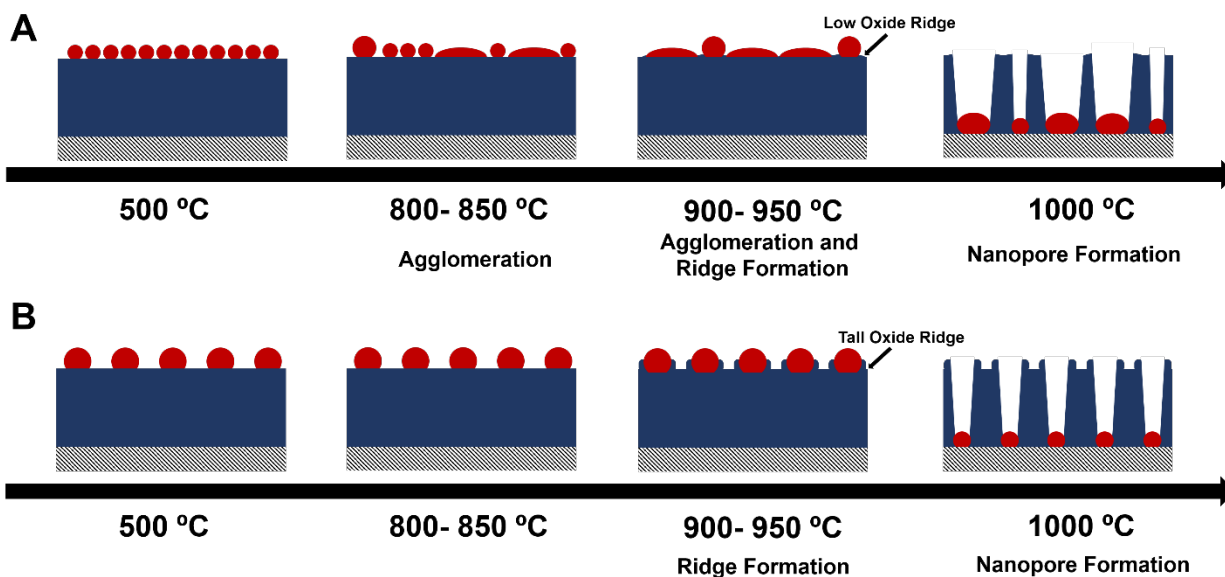 A
Low Oxide Ridge
500 ºC
800- 850 ºC
900- 950 ºC
1000 ºC
Agglomeration
Agglomeration and
Ridge Formation
Nanopore Formation
B
Tall Oxide Ridge
500 ºC
800- 850 ºC
900- 950 ºC
1000 ºC
Ridge Formation
Nanopore Formation